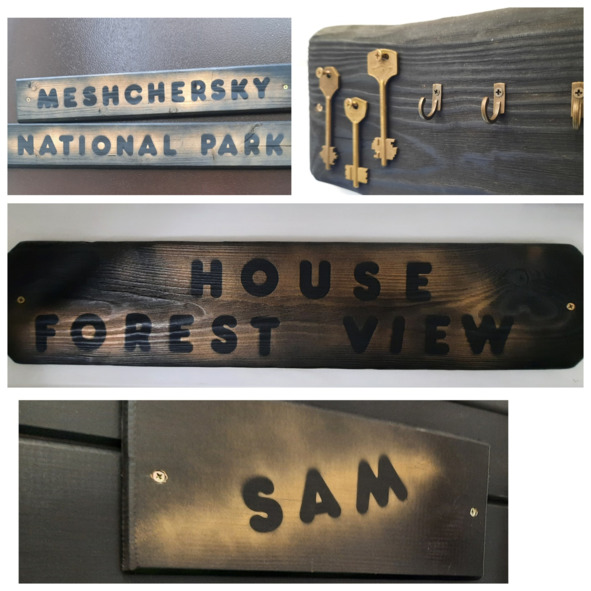 MESHCHERSKY
NATIONAL PARK
HOUSE
FOREST VIEW
SAM